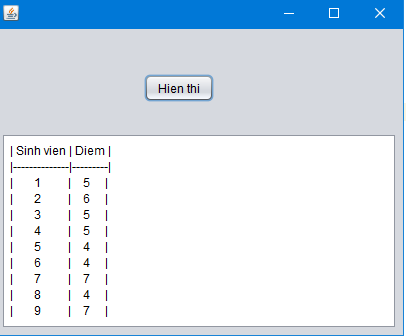 Hien thi
| Sinh vien | Diem |
|--------------|---------|
| 1 | 5 |
| 2 | 6 |
| 3 | 5 |
| 4 | 5 |
| 5 | 4 |
| 6 | 4 |
| 7 | 7 |
| 8 | 4 |
| 9 | 7 |